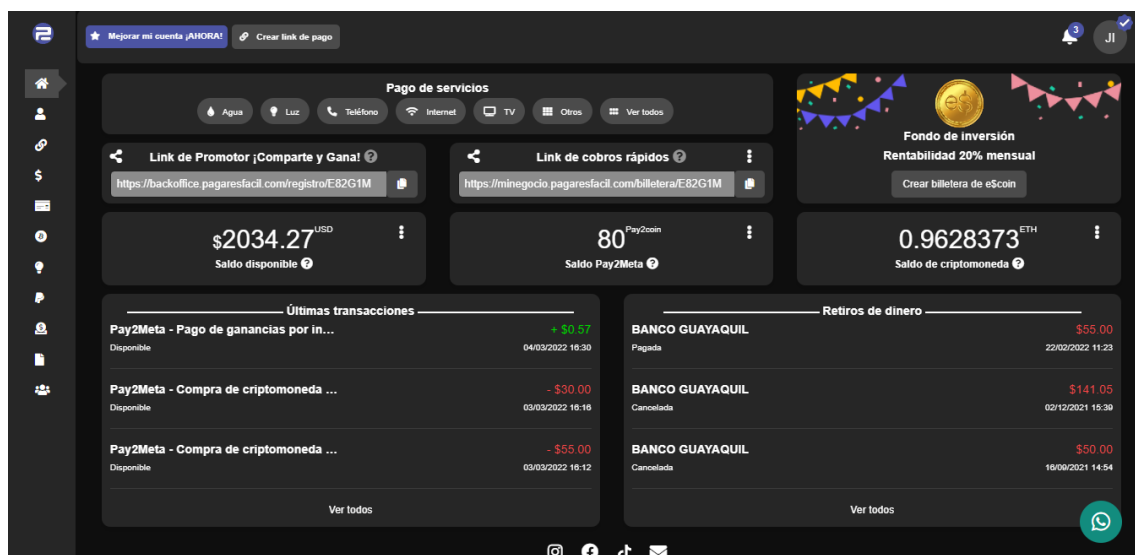 Mejorar mi cuenta ¡AHORA!
Crear link de pago
3
JI
Pago de servicios
Agua
Luz
Teléfono
Internet
TV
Otros
Ver todos
e$
Fondo de inversión
Rentabilidad 20% mensual
Crear billetera de e$coin
Link de Promotor ¡Comparte y Gana!
https://backoffice.pagaresfacil.com/registro/E82G1M
Link de cobros rápidos
https://minegocio.pagaresfacil.com/billetera/E82G1M
$2034.27 USD
Saldo disponible
80 Pay2coin
Saldo Pay2Meta
0.9628373 ETH
Saldo de criptomoneda
Últimas transacciones
Pay2Meta - Pago de ganancias por in... + $0.57
Disponible 04/03/2022 16:30
Pay2Meta - Compra de criptomoneda ... - $30.00
Disponible 03/03/2022 16:16
Pay2Meta - Compra de criptomoneda ... - $55.00
Disponible 03/03/2022 16:12
Ver todos
Retiros de dinero
BANCO GUAYAQUIL $55.00
Pagada 22/02/2022 11:23
BANCO GUAYAQUIL $141.05
Cancelada 02/12/2021 15:39
BANCO GUAYAQUIL $50.00
Cancelada 16/09/2021 14:54
Ver todos